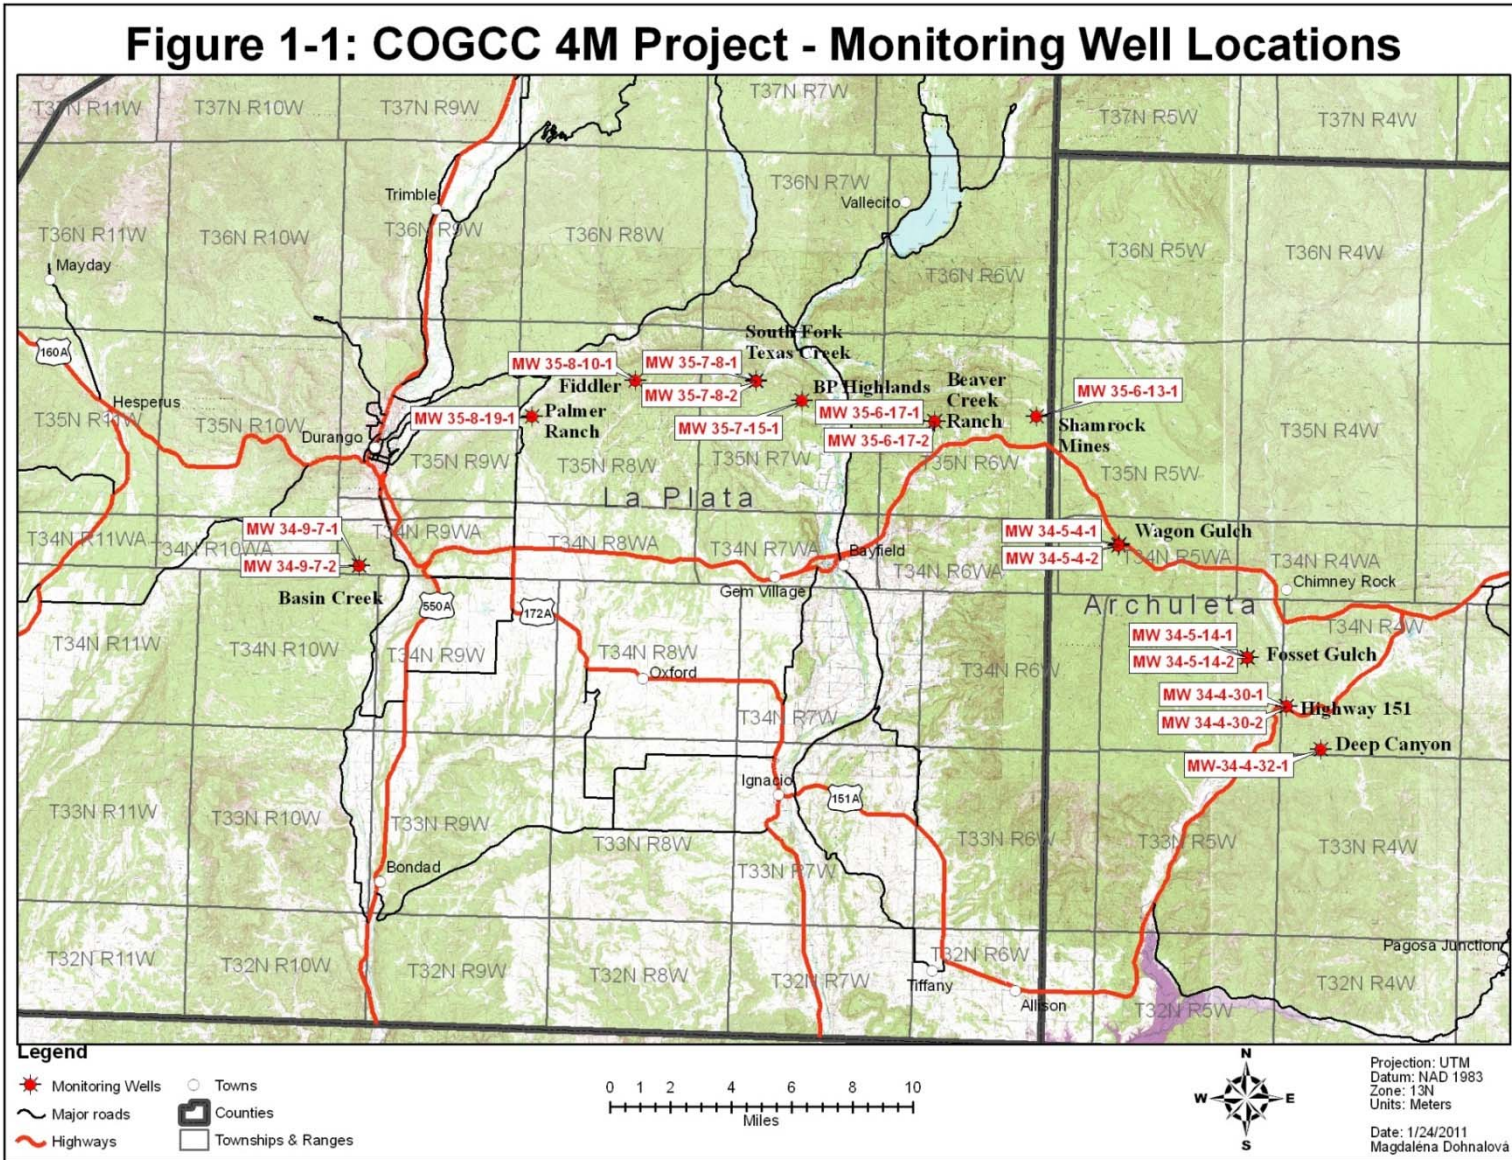 Figure 1-1: COGCC 4M Project - Monitoring Well Locations
T37N R11W
T37N R10W
T37N R9W
T37N R7W
T37N R5W
T37N R4W
Trimble
T36N R7W
Vallecito
T36N R11W
T36N R10W
T36N R9W
T36N R8W
T36N R6W
T36N R5W
T36N R4W
Mayday
160A
South Fork
Texas Creek
MW 35-8-10-1
Fiddler
MW 35-7-8-1
MW 35-7-8-2
BP Highlands
MW 35-7-15-1
Beaver
Creek
Ranch
MW 35-6-17-1
MW 35-6-17-2
MW 35-6-13-1
Shamrock
Mines
Hesperus
MW 35-8-19-1
Palmer
Ranch
Durango
T35N R11W
T35N R10W
T35N R9W
T35N R8W
T35N R7W
T35N R6W
T35N R5W
T35N R4W
La Plata
MW 34-9-7-1
MW 34-9-7-2
Basin Creek
T34N R11WA
T34N R10WA
T34N R9WA
T34N R8WA
T34N R7WA
T34N R6WA
T34N R5WA
T34N R4WA
MW 34-5-4-1
MW 34-5-4-2
Wagon Gulch
Bayfield
Gem Village
Chimney Rock
550A
172A
Archuleta
T34N R11W
T34N R10W
T34N R9W
T34N R8W
T34N R7W
T34N R6W
T34N R4W
Oxford
MW 34-5-14-1
MW 34-5-14-2
Fosset Gulch
MW 34-4-30-1
MW 34-4-30-2
Highway 151
MW-34-4-32-1
Deep Canyon
Ignacio
151A
T33N R11W
T33N R10W
T33N R9W
T33N R8W
T33N R7W
T33N R6W
T33N R5W
T33N R4W
Bondad
T32N R11W
T32N R10W
T32N R9W
T32N R8W
T32N R7W
T32N R6W
T32N R5W
T32N R4W
Tiffany
Allison
Pagosa Junction
Legend
Monitoring Wells
Towns
Major roads
Counties
Highways
Townships & Ranges
0 1 2 4 6 8 10
Miles
N
W
E
S
Projection: UTM
Datum: NAD 1983
Zone: 13N
Units: Meters
Date: 1/24/2011
Magdaléna Dohnalová